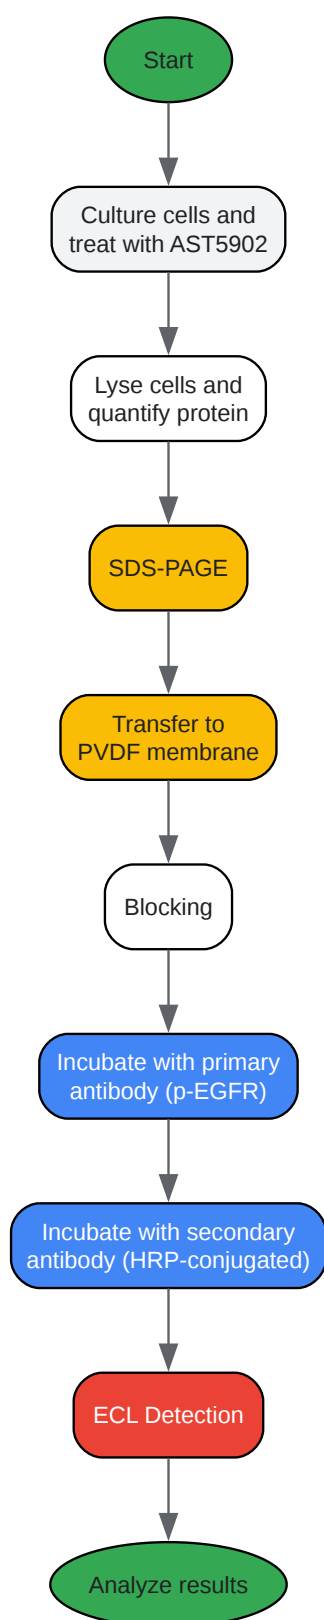 Start
Culture cells and
treat with AST5902
Lyse cells and
quantify protein
SDS-PAGE
Transfer to
PVDF membrane
Blocking
Incubate with primary
antibody (p-EGFR)
Incubate with secondary
antibody (HRP-conjugated)
ECL Detection
Analyze results